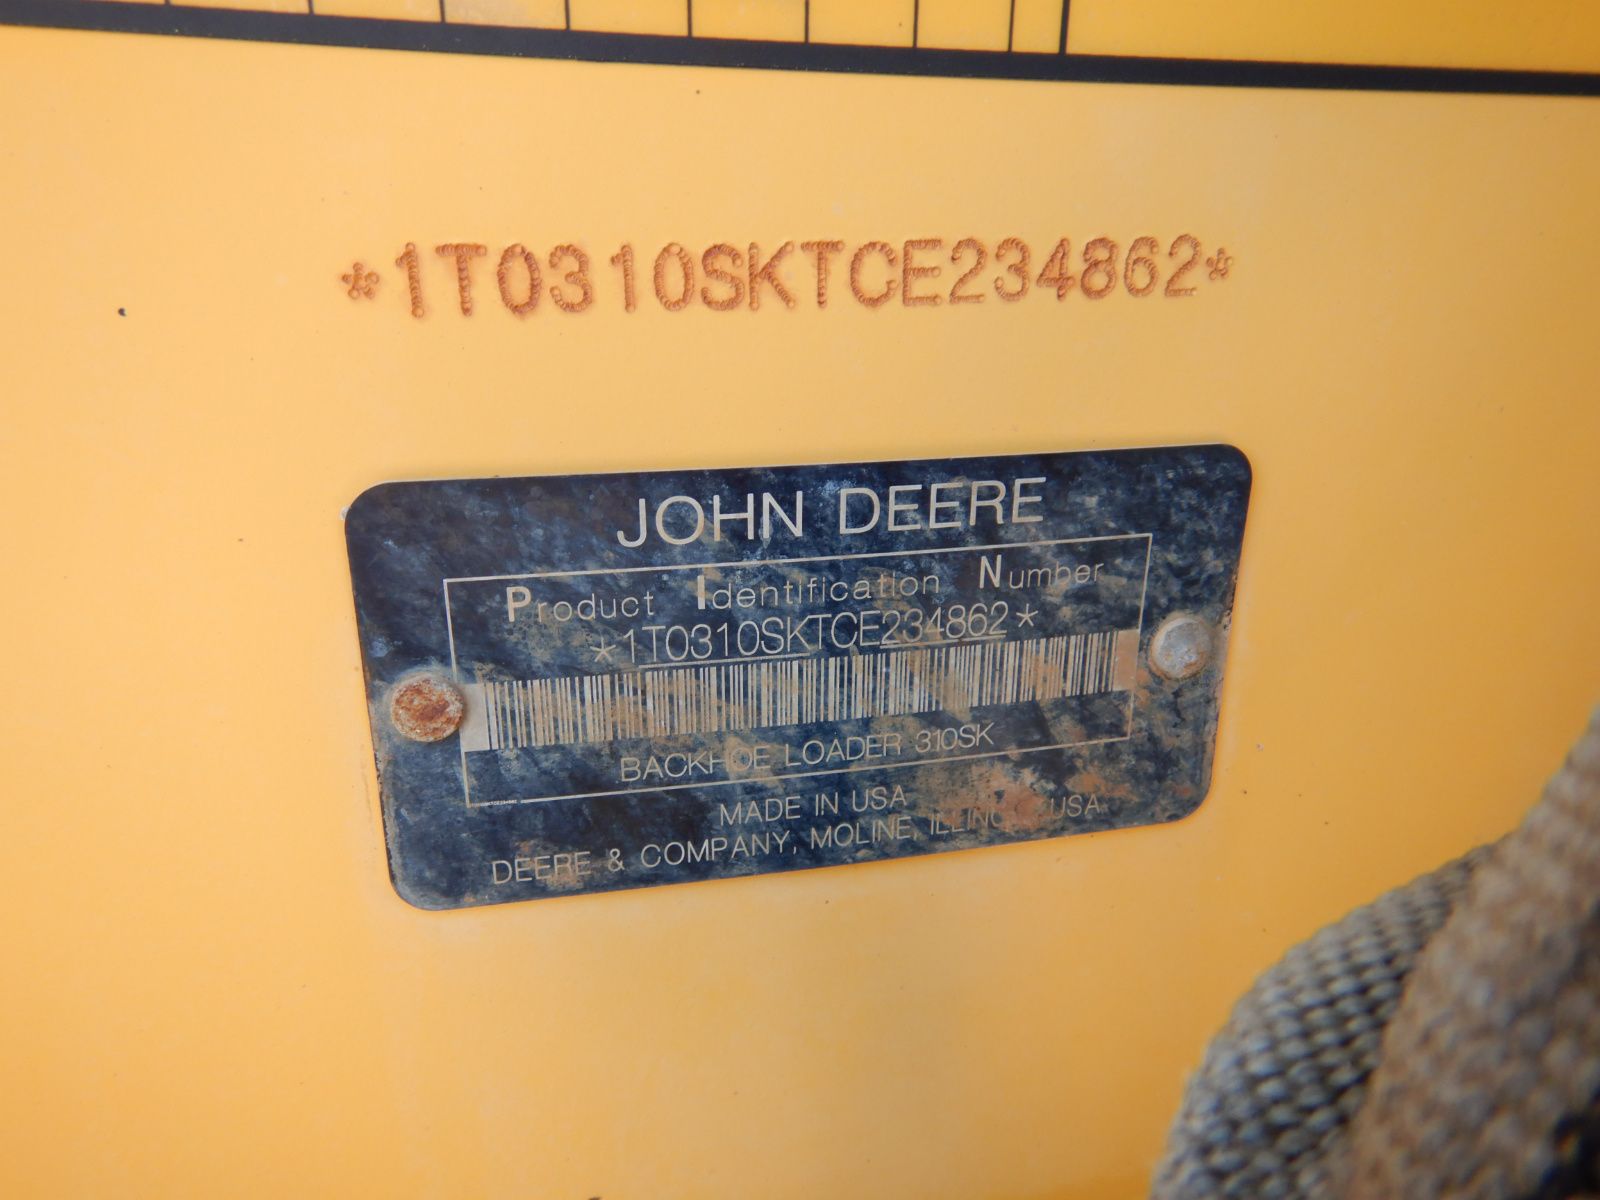 *1T0310SKTCE234862*
JOHN DEERE
Product Identification Number
*1T0310SKTCE234862*
BACKHOE LOADER 310SK
MADE IN USA
DEERE & COMPANY, MOLINE, ILLINOIS USA